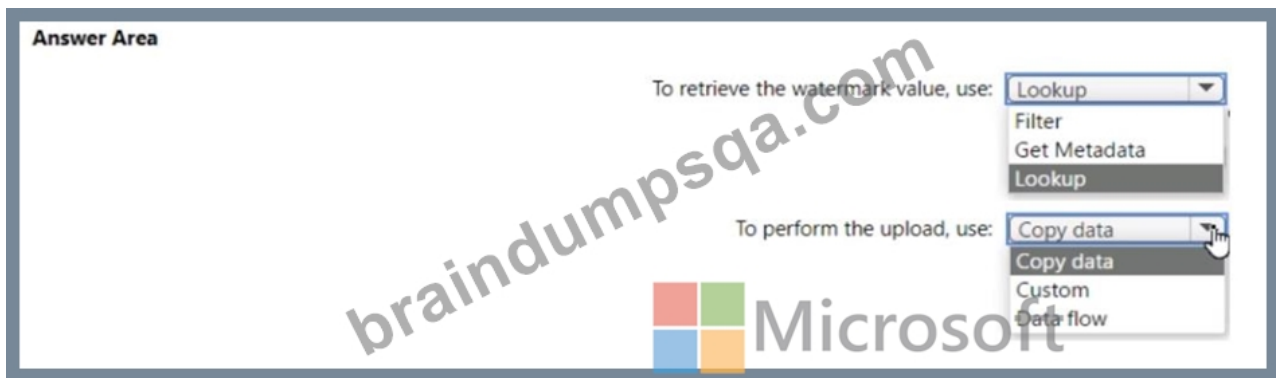 Answer Area
To retrieve the watermark value, use: Lookup
Filter
Get Metadata
Lookup
To perform the upload, use: Copy data
Copy data
Custom
Data flow
braindumpsqa.com
Microsoft